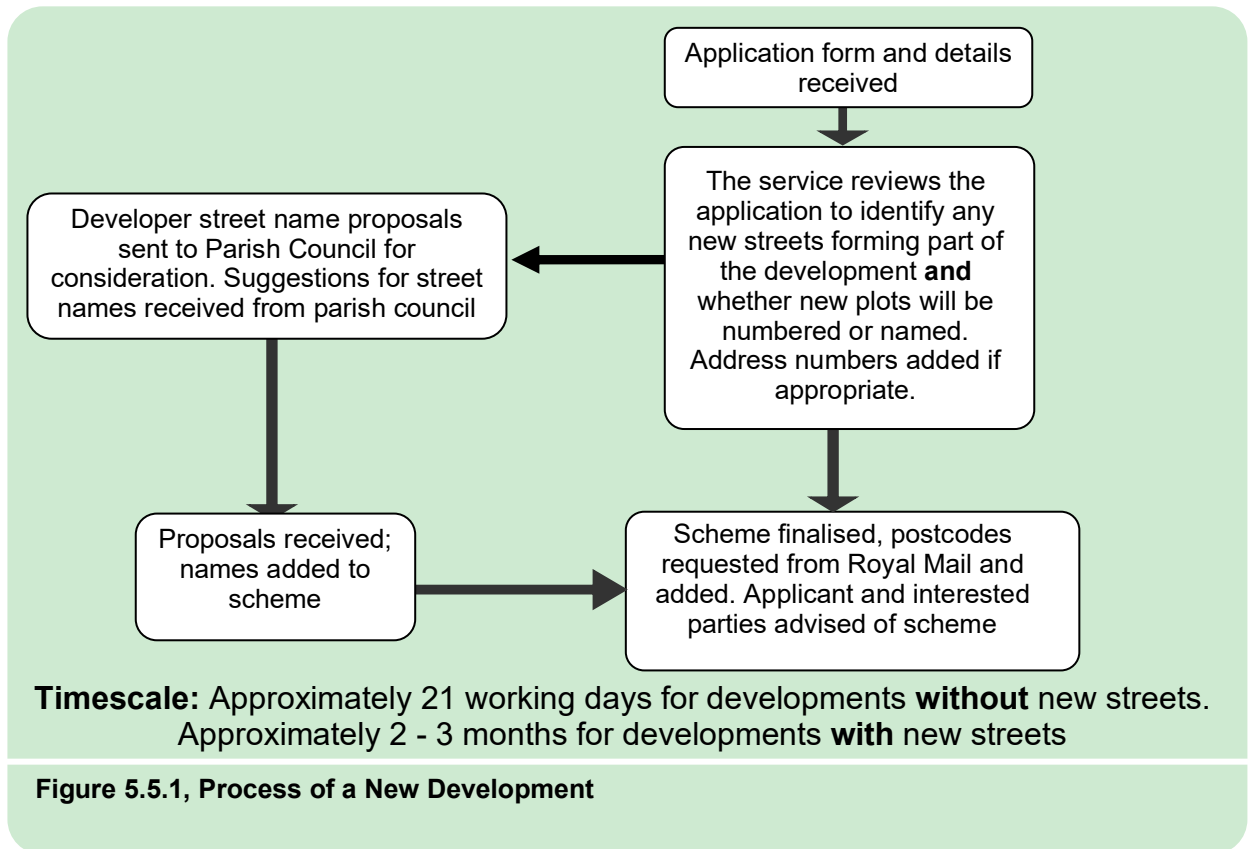 Application form and details
received
The service reviews the
application to identify any
new streets forming part of
the development and
whether new plots will be
numbered or named.
Address numbers added if
appropriate.
Developer street name proposals
sent to Parish Council for
consideration. Suggestions for street
names received from parish council
Proposals received;
names added to
scheme
Scheme finalised, postcodes
requested from Royal Mail and
added. Applicant and interested
parties advised of scheme
Timescale: Approximately 21 working days for developments without new streets.
Approximately 2 - 3 months for developments with new streets
Figure 5.5.1, Process of a New Development